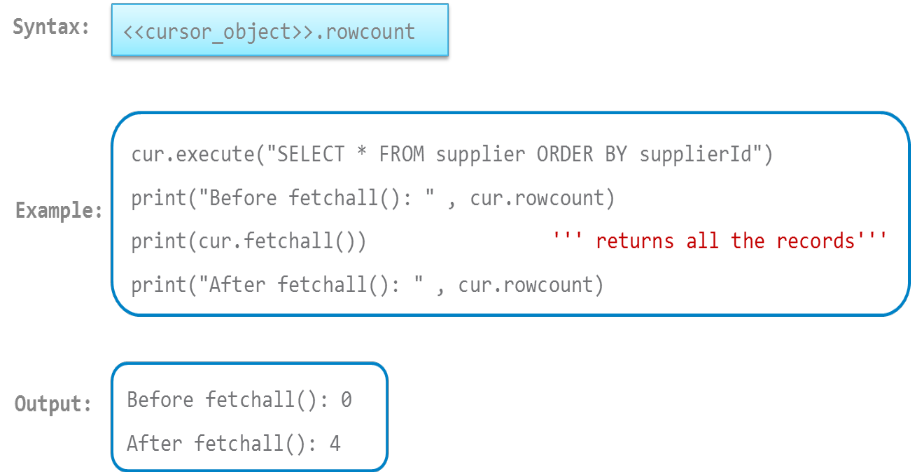 Syntax: <<cursor_object>>.rowcount
cur.execute("SELECT * FROM supplier ORDER BY supplierId")
print("Before fetchall(): " , cur.rowcount)
Example: print(cur.fetchall()) ''' returns all the records'''
print("After fetchall(): " , cur.rowcount)
Output: Before fetchall(): 0
After fetchall(): 4